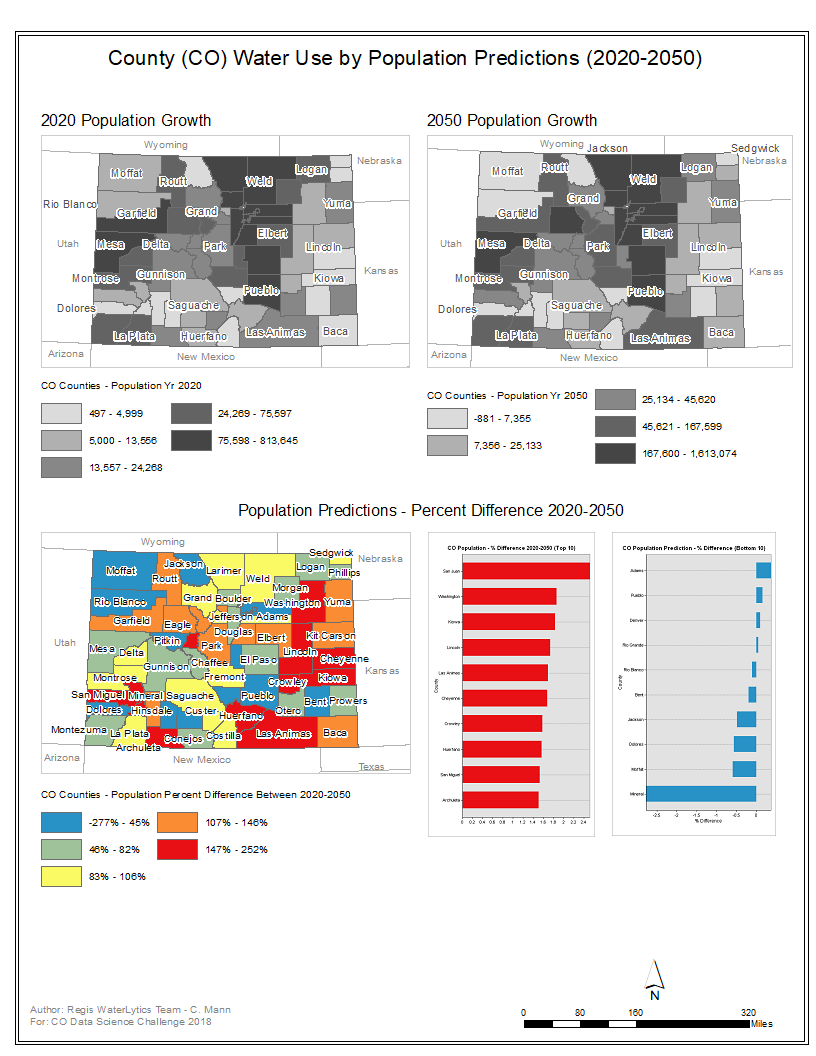 County (CO) Water Use by Population Predictions (2020-2050)
2020 Population Growth
Wyoming
Nebraska
Moffat
Routt
Weld
Logan
Rio Blanco
Garfield
Grand
Yuma
Utah
Mesa
Delta
Park
Elbert
Lincoln
Kansas
Montrose
Gunnison
Pueblo
Kiowa
Dolores
Saguache
La Plata
Huerfano
Las Animas
Baca
Arizona
New Mexico
CO Counties - Population Yr 2020
497 - 4,999
5,000 - 13,556
13,557 - 24,268
24,269 - 75,597
75,598 - 813,645
2050 Population Growth
Wyoming
Jackson
Sedgwick
Nebraska
Moffat
Routt
Weld
Logan
Garfield
Grand
Yuma
Utah
Mesa
Delta
Park
Elbert
Lincoln
Kansas
Montrose
Gunnison
Pueblo
Kiowa
Dolores
Saguache
La Plata
Huerfano
Las Animas
Baca
Arizona
New Mexico
CO Counties - Population Yr 2050
-881 - 7,355
7,356 - 25,133
25,134 - 45,620
45,621 - 167,599
167,600 - 1,613,074
Population Predictions - Percent Difference 2020-2050
Wyoming
Sedgwick
Nebraska
Moffat
Routt
Jackson
Larimer
Weld
Logan
Phillips
Morgan
Rio Blanco
Grand
Boulder
Washington
Yuma
Garfield
Eagle
Jefferson
Adams
Douglas
Elbert
Kit Carson
Utah
Mesa
Delta
Pitkin
Park
Lincoln
Cheyenne
Gunnison
Chaffee
El Paso
Kansas
Montrose
Fremont
Crowley
Kiowa
San Miguel
Mineral
Saguache
Pueblo
Bent
Prowers
Dolores
Hinsdale
Custer
Huerfano
Otero
Montezuma
La Plata
Archuleta
Conejos
Costilla
Las Animas
Baca
Arizona
New Mexico
Texas
CO Counties - Population Percent Difference Between 2020-2050
-277% - 45%
46% - 82%
83% - 106%
107% - 146%
147% - 252%
CO Population - % Difference 2020-2050 (Top 10)
County
San Juan
Washington
Kiowa
Lincoln
Las Animas
Cheyenne
Crowley
Huerfano
San Miguel
Archuleta
0 0.2 0.4 0.6 0.8 1 1.2 1.4 1.6 1.8 2 2.2 2.4
CO Population Prediction - % Difference (Bottom 10)
County
Adams
Pueblo
Denver
Rio Grande
Rio Blanco
Bent
Jackson
Dolores
Moffat
Mineral
-2.5 -2 -1.5 -1 -0.5 0
% Difference
N
0 80 160 320
Miles
Author: Regis WaterLytics Team - C. Mann
For: CO Data Science Challenge 2018